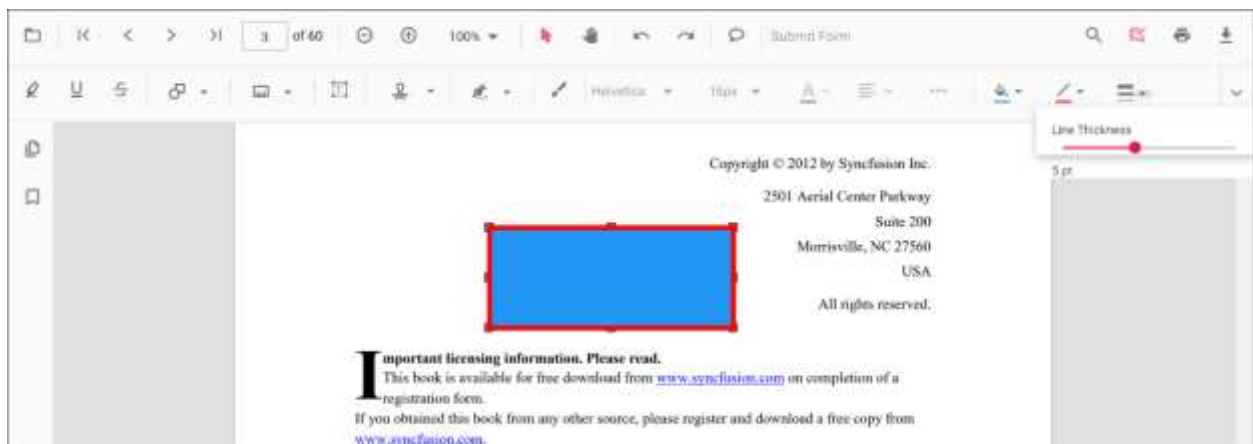 3 of 60 100% Submit Form
Helvetica 16px
Line Thickness
5 pt
Copyright © 2012 by Syncfusion Inc.
2501 Aerial Center Parkway
Suite 200
Morrisville, NC 27560
USA
All rights reserved.
Important licensing information. Please read.
This book is available for free download from www.syncfusion.com on completion of a
registration form.
If you obtained this book from any other source, please register and download a free copy from
www.syncfusion.com.